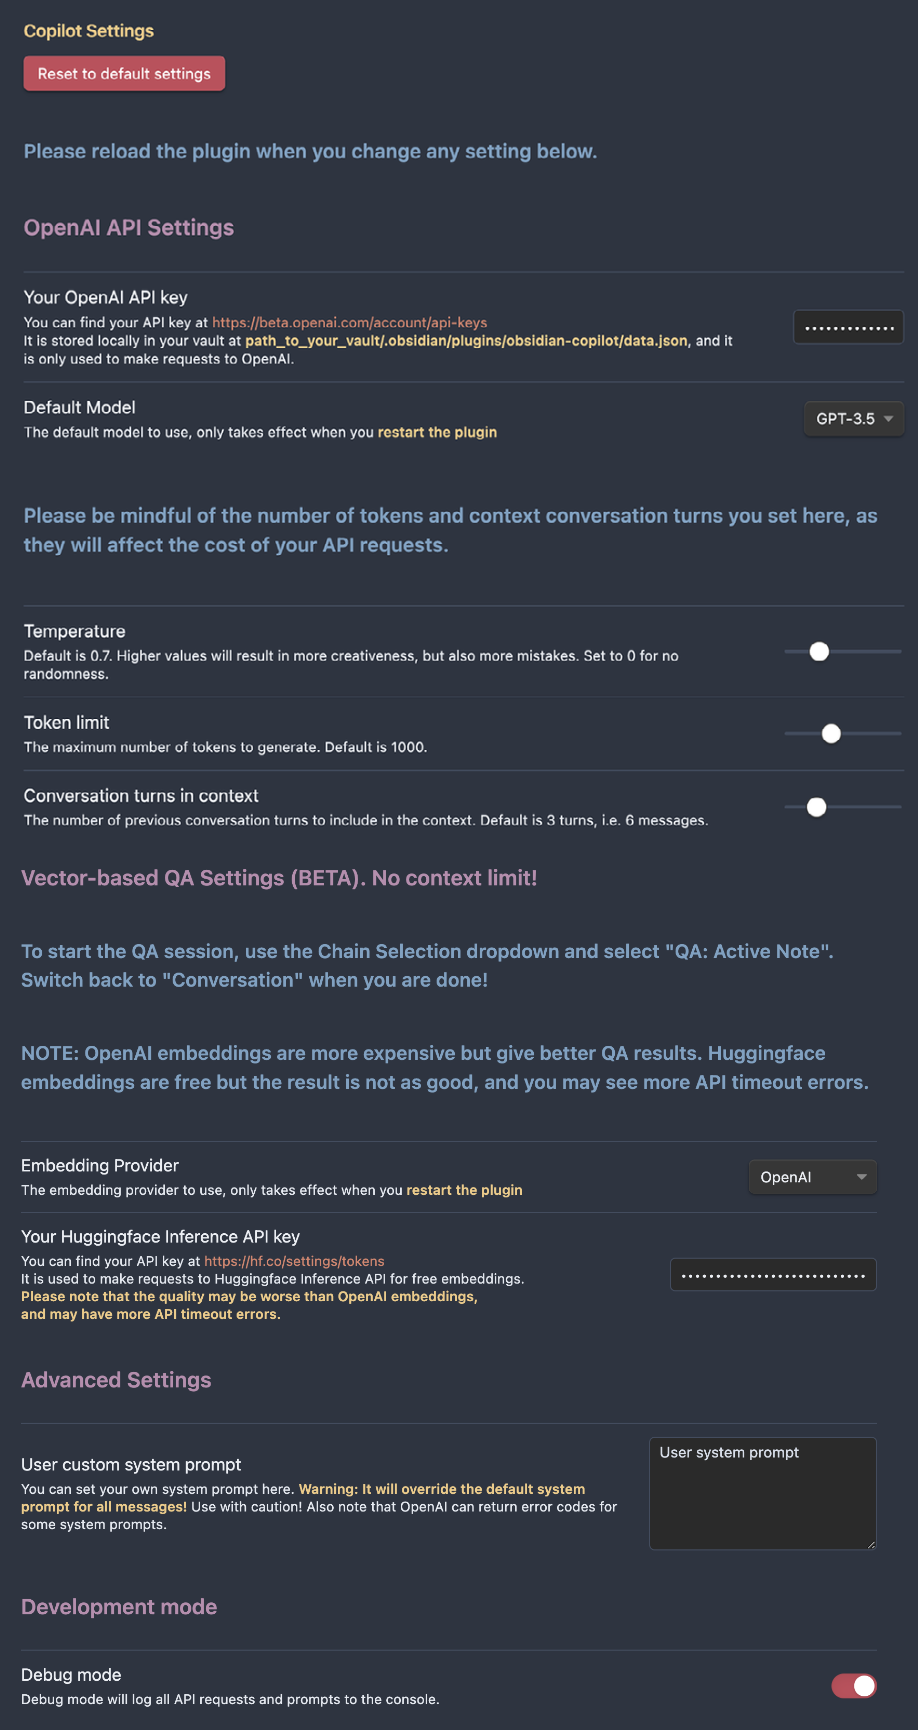 Copilot Settings
Reset to default settings
Please reload the plugin when you change any setting below.
OpenAI API Settings
Your OpenAI API key
You can find your API key at https://beta.openai.com/account/api-keys
It is stored locally in your vault at path_to_your_vault/.obsidian/plugins/obsidian-copilot/data.json, and it
is only used to make requests to OpenAI.
Default Model
The default model to use, only takes effect when you restart the plugin
GPT-3.5
Please be mindful of the number of tokens and context conversation turns you set here, as
they will affect the cost of your API requests.
Temperature
Default is 0.7. Higher values will result in more creativeness, but also more mistakes. Set to 0 for no
randomness.
Token limit
The maximum number of tokens to generate. Default is 1000.
Conversation turns in context
The number of previous conversation turns to include in the context. Default is 3 turns, i.e. 6 messages.
Vector-based QA Settings (BETA). No context limit!
To start the QA session, use the Chain Selection dropdown and select "QA: Active Note".
Switch back to "Conversation" when you are done!
NOTE: OpenAI embeddings are more expensive but give better QA results. Huggingface
embeddings are free but the result is not as good, and you may see more API timeout errors.
Embedding Provider
The embedding provider to use, only takes effect when you restart the plugin
OpenAI
Your Huggingface Inference API key
You can find your API key at https://hf.co/settings/tokens
It is used to make requests to Huggingface Inference API for free embeddings.
Please note that the quality may be worse than OpenAI embeddings,
and may have more API timeout errors.
Advanced Settings
User custom system prompt
You can set your own system prompt here. Warning: It will override the default system
prompt for all messages! Use with caution! Also note that OpenAI can return error codes for
some system prompts.
User system prompt
Development mode
Debug mode
Debug mode will log all API requests and prompts to the console.